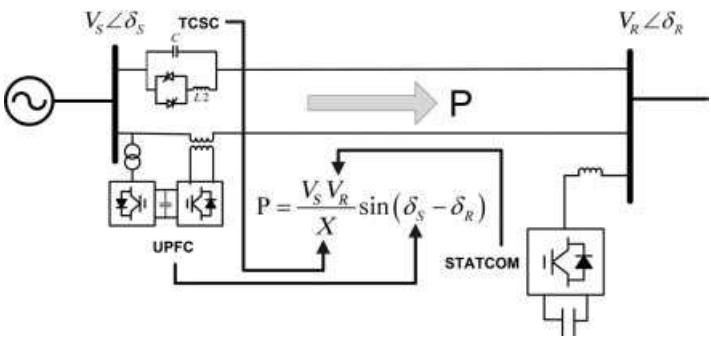 TCSC
V_S∠δ_S
V_R∠δ_R
C
L2
P
P = V_S V_R / X sin(δ_S − δ_R)
UPFC
STATCOM